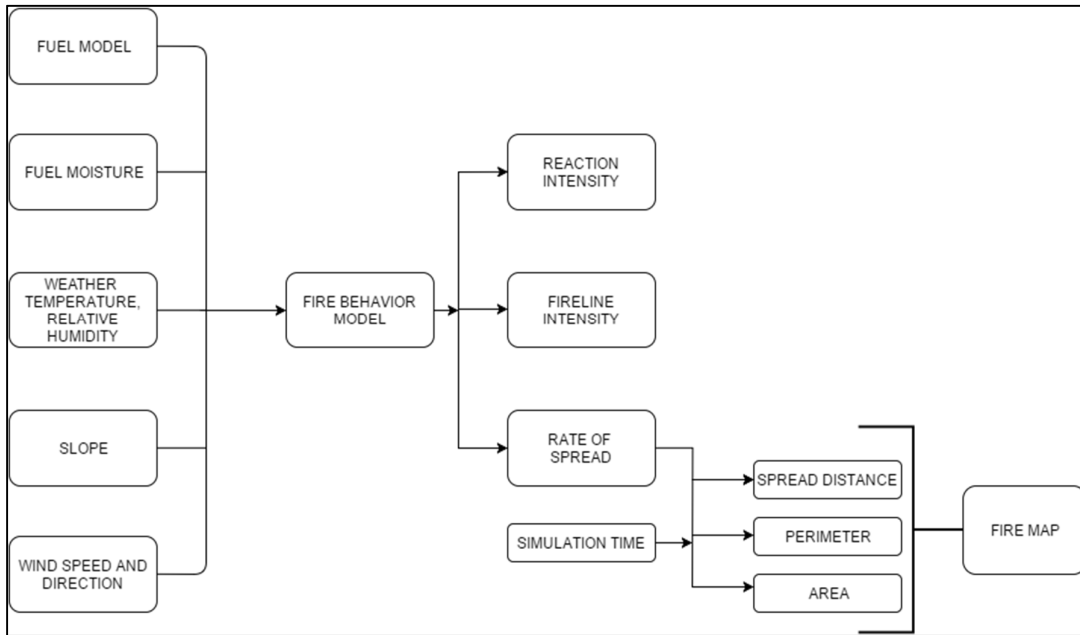 FUEL MODEL
FUEL MOISTURE
WEATHER
TEMPERATURE,
RELATIVE
HUMIDITY
SLOPE
WIND SPEED AND
DIRECTION
FIRE BEHAVIOR
MODEL
REACTION
INTENSITY
FIRELINE
INTENSITY
RATE OF
SPREAD
SIMULATION TIME
SPREAD DISTANCE
PERIMETER
AREA
FIRE MAP